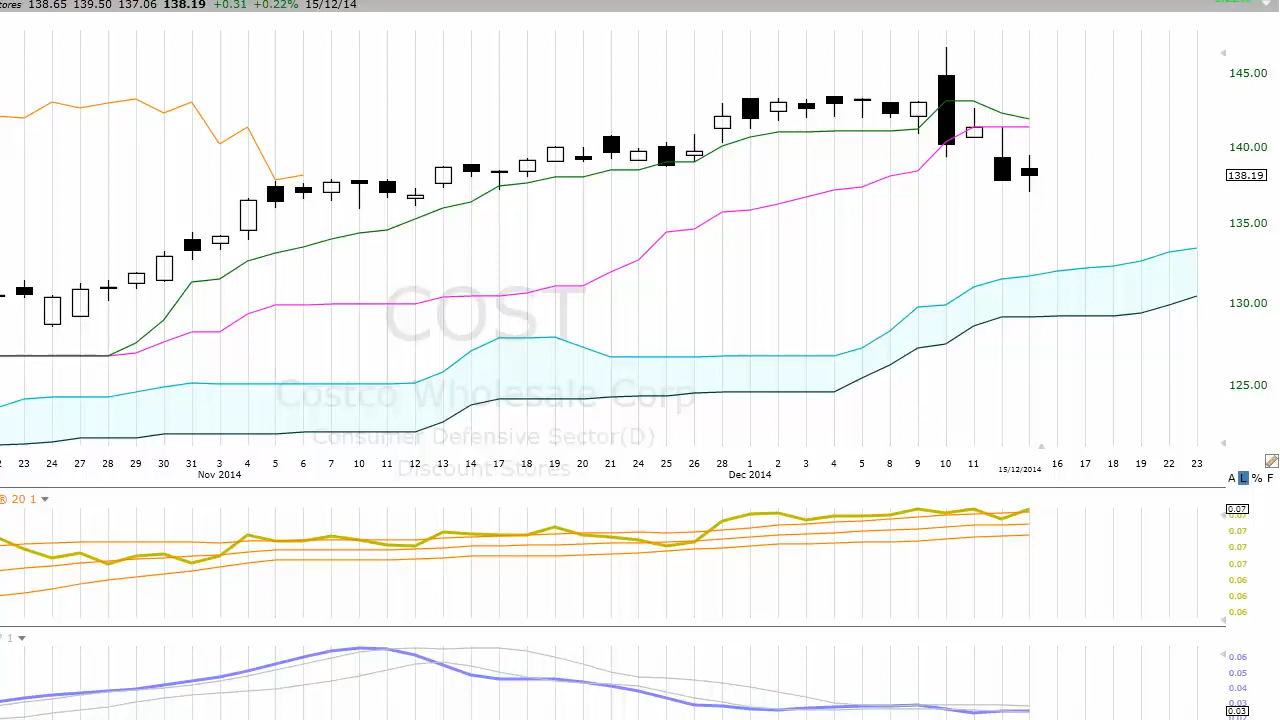 138.65 139.50 137.06 138.19 +0.31 +0.22% 15/12/14
145.00
140.00
138.19
135.00
130.00
125.00
COST
Costco Wholesale Corp
Consumer Defensive Sector(D)
Discount Stores
23 24 27 28 29 30 31 3 4 5 6 7 10 11 12 13 14 17 18 19 20 21 24 25 26 28 1 2 3 4 5 8 9 10 11 15/12/2014 16 17 18 19 22 23
Nov 2014 Dec 2014
A L % F
® 20 1
0.07
0.07
0.07
0.07
0.06
0.06
0.06
1
0.06
0.05
0.04
0.03
0.03